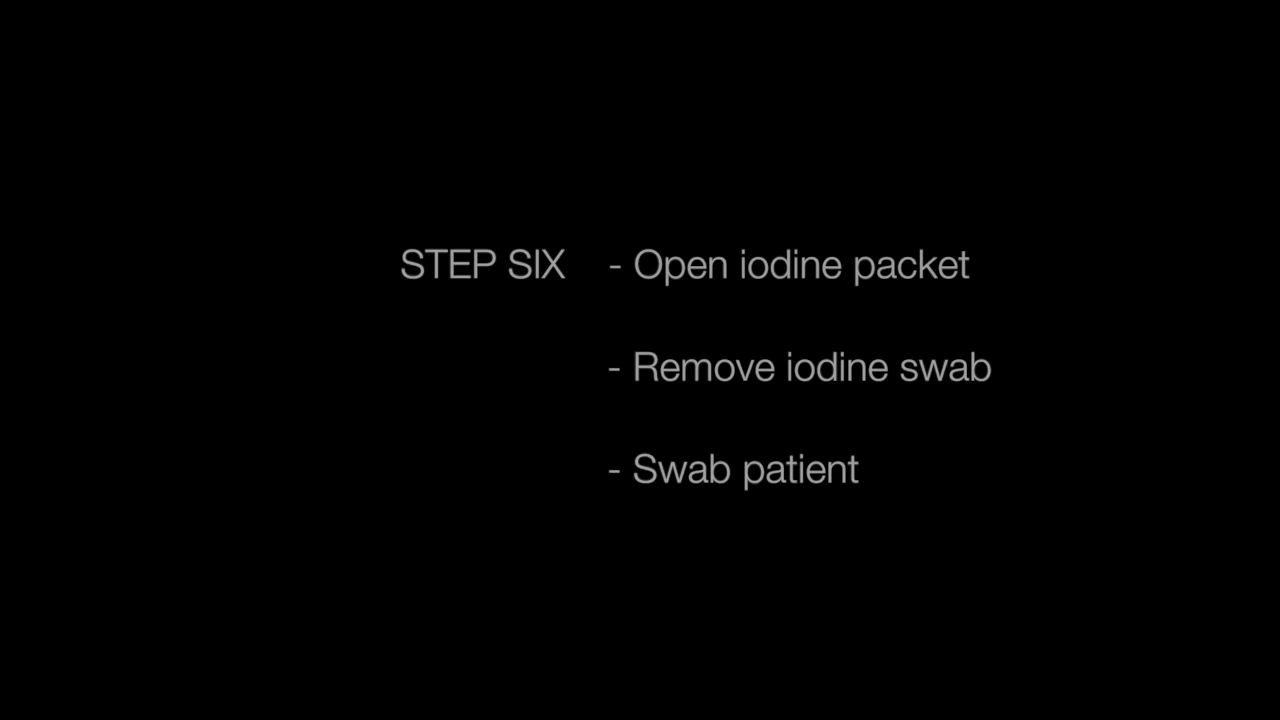 STEP SIX - Open iodine packet
- Remove iodine swab
- Swab patient